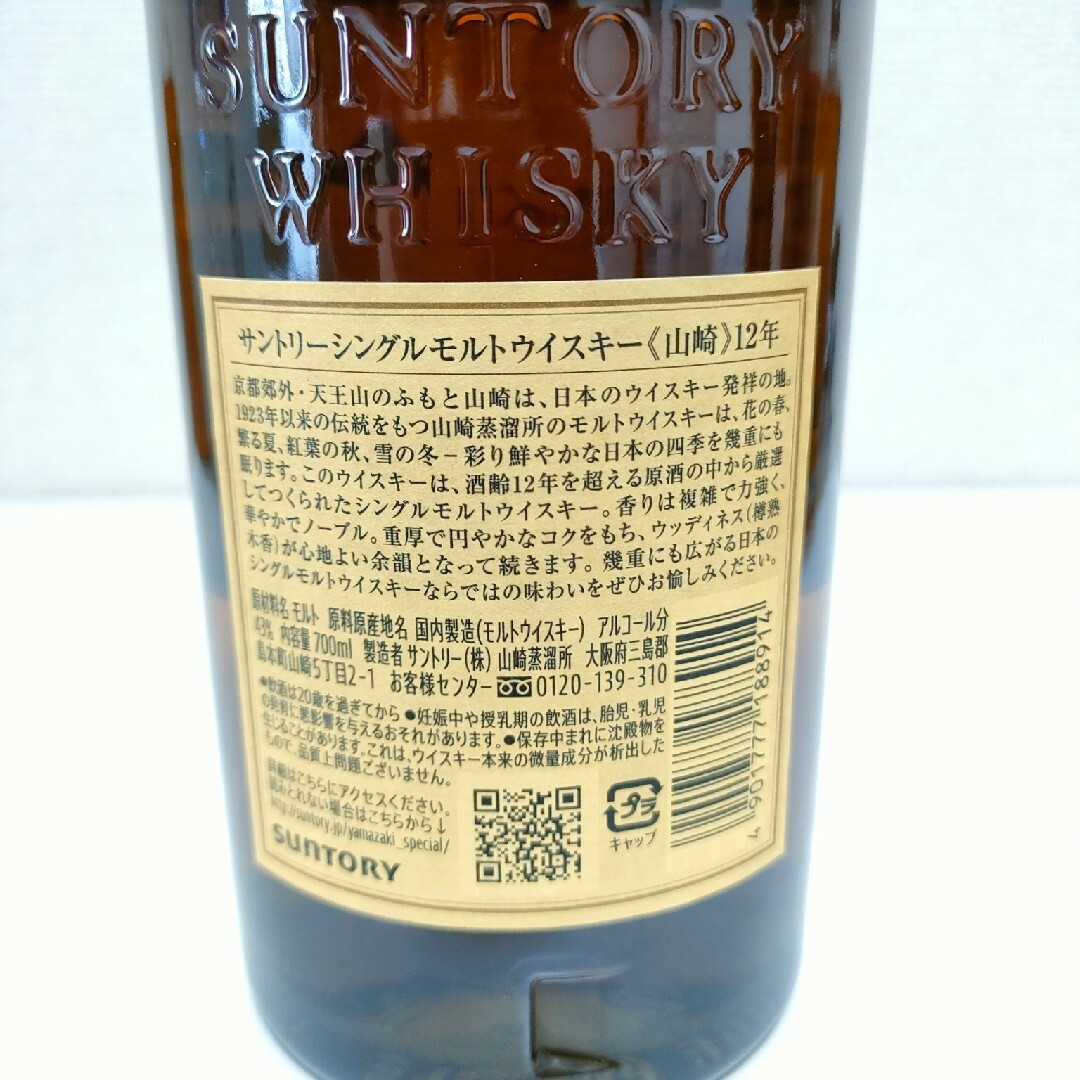 SUNTORY
WHISKY
サントリーシングルモルトウイスキー《山崎》12年
京都郊外・天王山のふもと山崎は、日本のウイスキー発祥の地。
1923年以来の伝統をもつ山崎蒸溜所のモルトウイスキーは、花の春、
繁る夏、紅葉の秋、雪の冬−彩り鮮やかな日本の四季を幾重にも
眠ります。このウイスキーは、酒齢12年を超える原酒の中から厳選
してつくられたシングルモルトウイスキー。香りは複雑で力強く、
華やかでノーブル。重厚で円やかなコクをもち、ウッディネス(樽熟
木香)が心地よい余韻となって続きます。幾重にも広がる日本の
シングルモルトウイスキーならではの味わいをぜひお愉しみください。
原材料名 モルト 原料原産地名 国内製造(モルトウイスキー) アルコール分
43% 内容量 700ml 製造者 サントリー(株) 山崎蒸溜所 大阪府三島郡
島本町山崎5丁目2-1 お客様センター 0120-139-310
●飲酒は20歳を過ぎてから ●妊娠中や授乳期の飲酒は、胎児・乳児
の発育に悪影響を与えるおそれがあります。●保存中まれに沈殿物を
生じることがあります。これは、ウイスキー本来の微量成分が析出した
もので、品質上問題ございません。
詳細はこちらにアクセスください。
読みとれない場合はこちらから↓
http://suntory.jp/yamazaki_special/
SUNTORY
プラ
キャップ
4 901777 188914